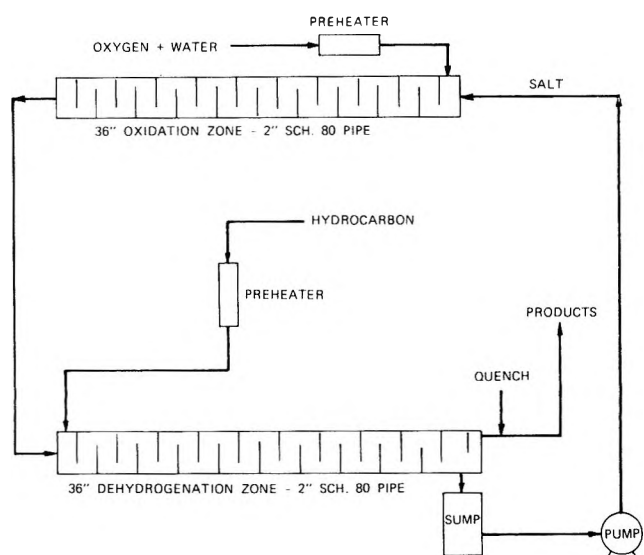 PREHEATER
OXYGEN + WATER
SALT
36" OXIDATION ZONE - 2" SCH. 80 PIPE
HYDROCARBON
PREHEATER
PRODUCTS
QUENCH
36" DEHYDROGENATION ZONE - 2" SCH. 80 PIPE
SUMP
PUMP